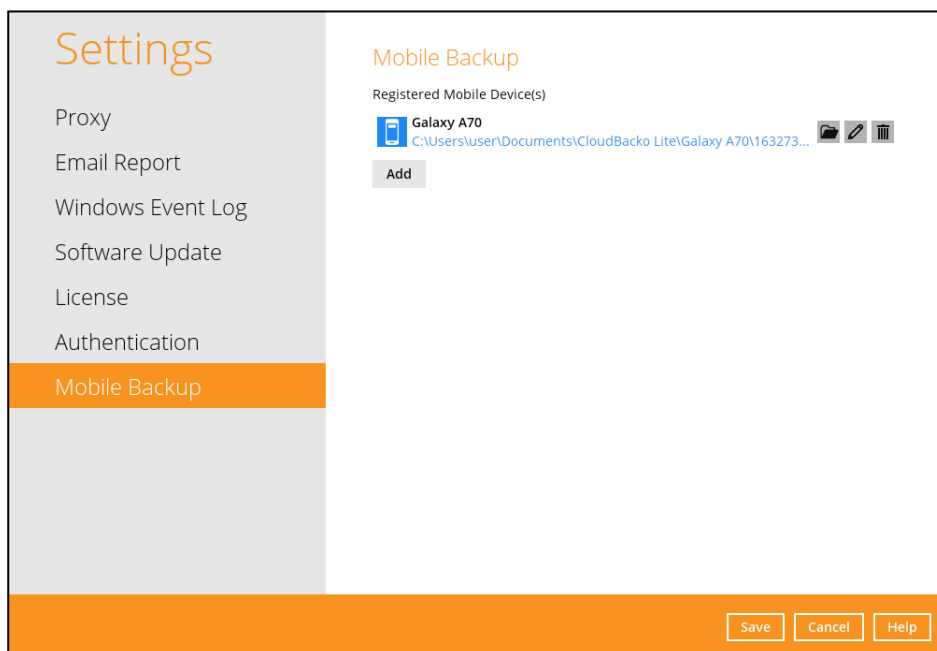 Settings
Proxy
Email Report
Windows Event Log
Software Update
License
Authentication
Mobile Backup
Mobile Backup
Registered Mobile Device(s)
Galaxy A70
C:\Users\user\Documents\CloudBacko Lite\Galaxy A70\163273...
Add
Save
Cancel
Help